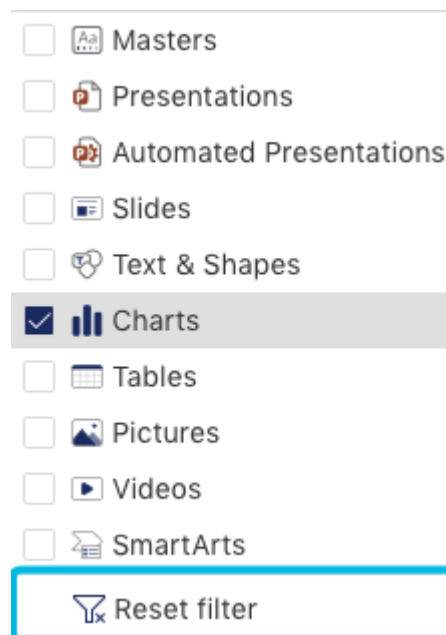 Masters
Presentations
Automated Presentations
Slides
Text & Shapes
Charts
Tables
Pictures
Videos
SmartArts
Reset filter